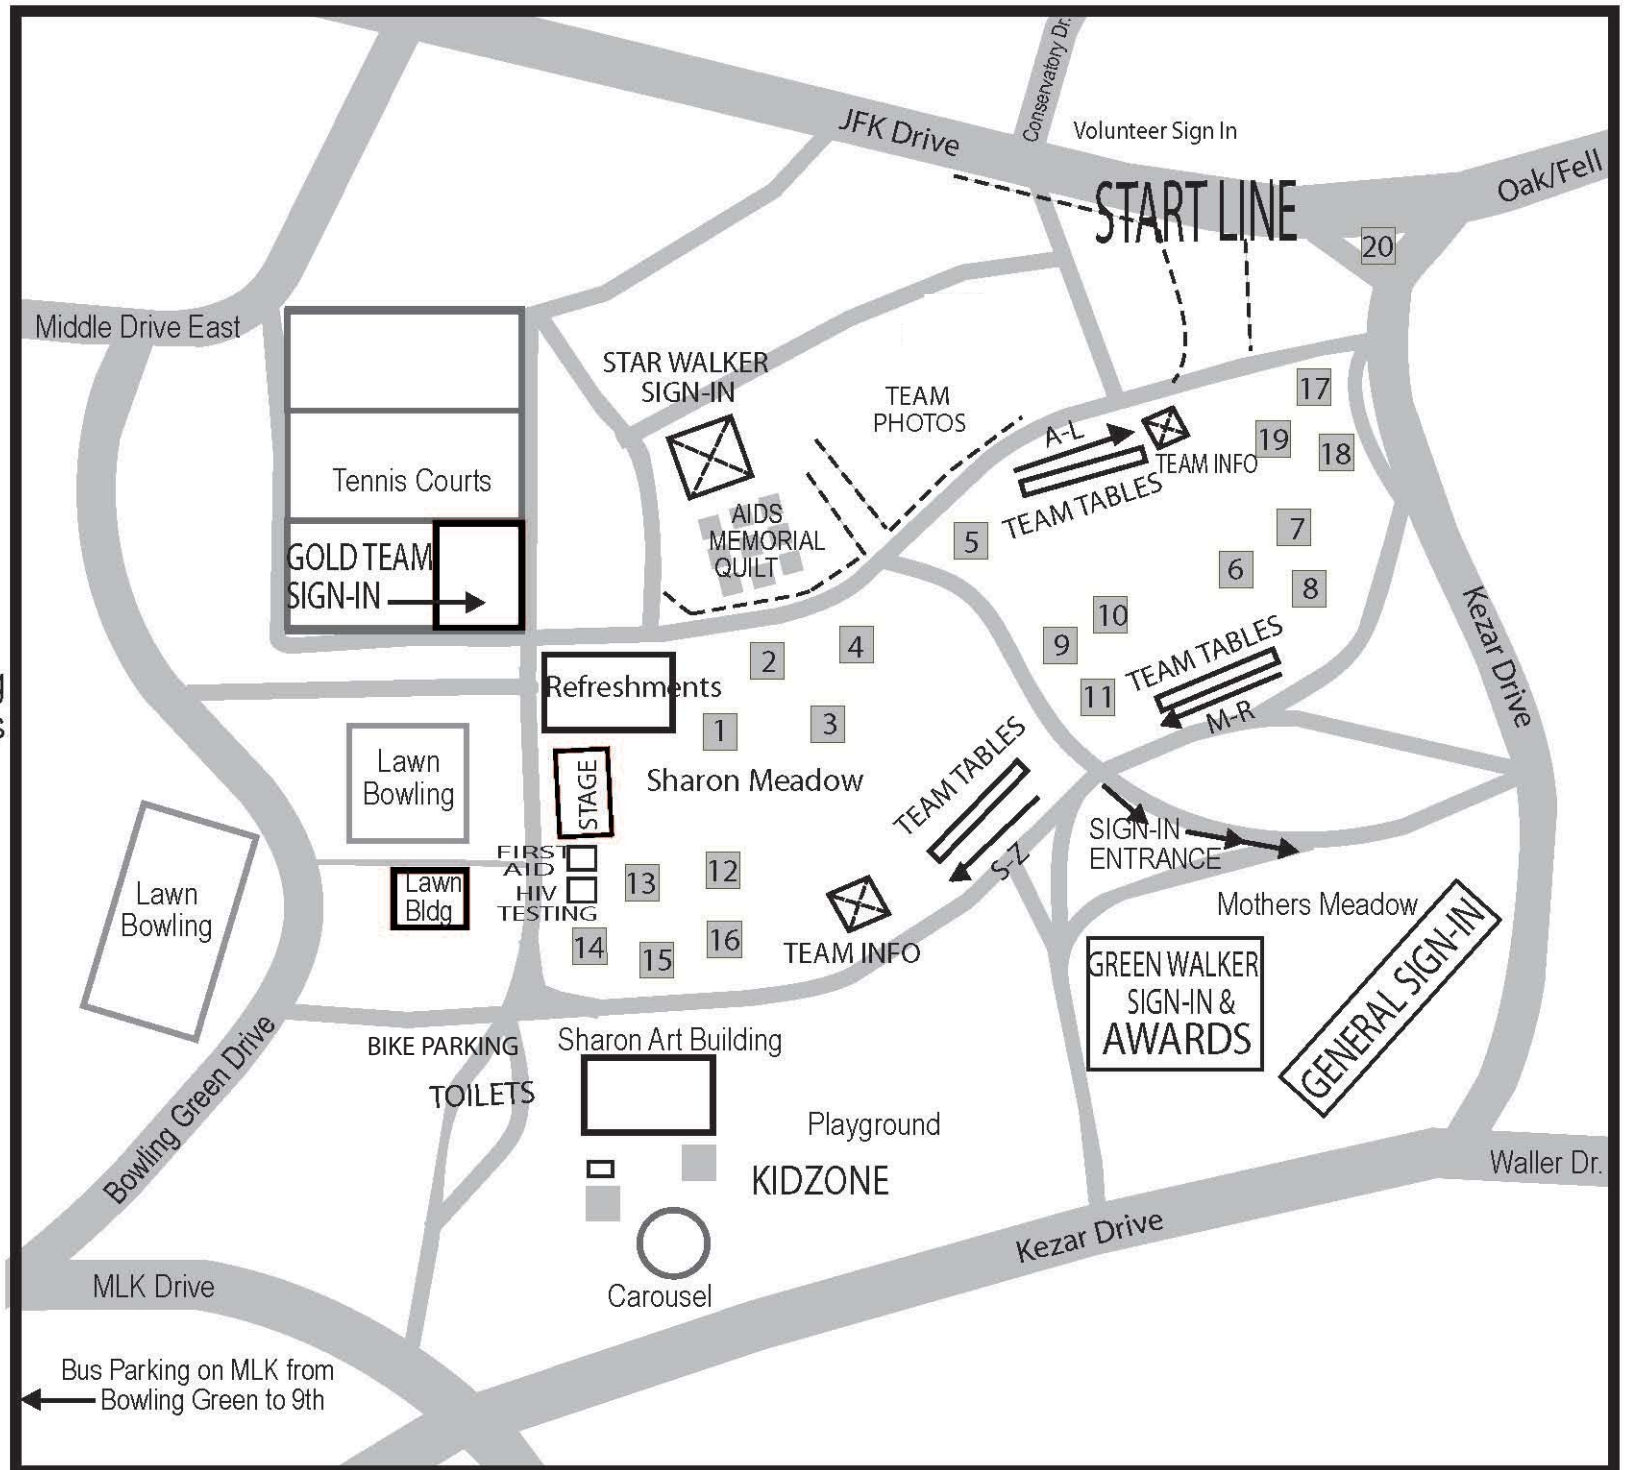 Conservatory Dr.
JFK Drive
Volunteer Sign In
START LINE
Oak/Fell
20
Middle Drive East
STAR WALKER
SIGN-IN
TEAM
PHOTOS
17
A-L
19
18
TEAM INFO
TEAM TABLES
Tennis Courts
AIDS
MEMORIAL
QUILT
GOLD TEAM
SIGN-IN
5
7
6
8
10
9
11
TEAM TABLES
M-R
Kezar Drive
2
4
Refreshments
1
3
Sharon Meadow
STAGE
Lawn
Bowling
TEAM TABLES
S-Z
SIGN-IN
ENTRANCE
FIRST
AID
HIV
TESTING
13
12
14
15
16
Lawn
Bldg
Lawn
Bowling
TEAM INFO
Mothers Meadow
GREEN WALKER
SIGN-IN &
AWARDS
GENERAL SIGN-IN
BIKE PARKING
TOILETS
Sharon Art Building
Bowling Green Drive
Playground
KIDZONE
Waller Dr.
Kezar Drive
Carousel
MLK Drive
Bus Parking on MLK from
Bowling Green to 9th